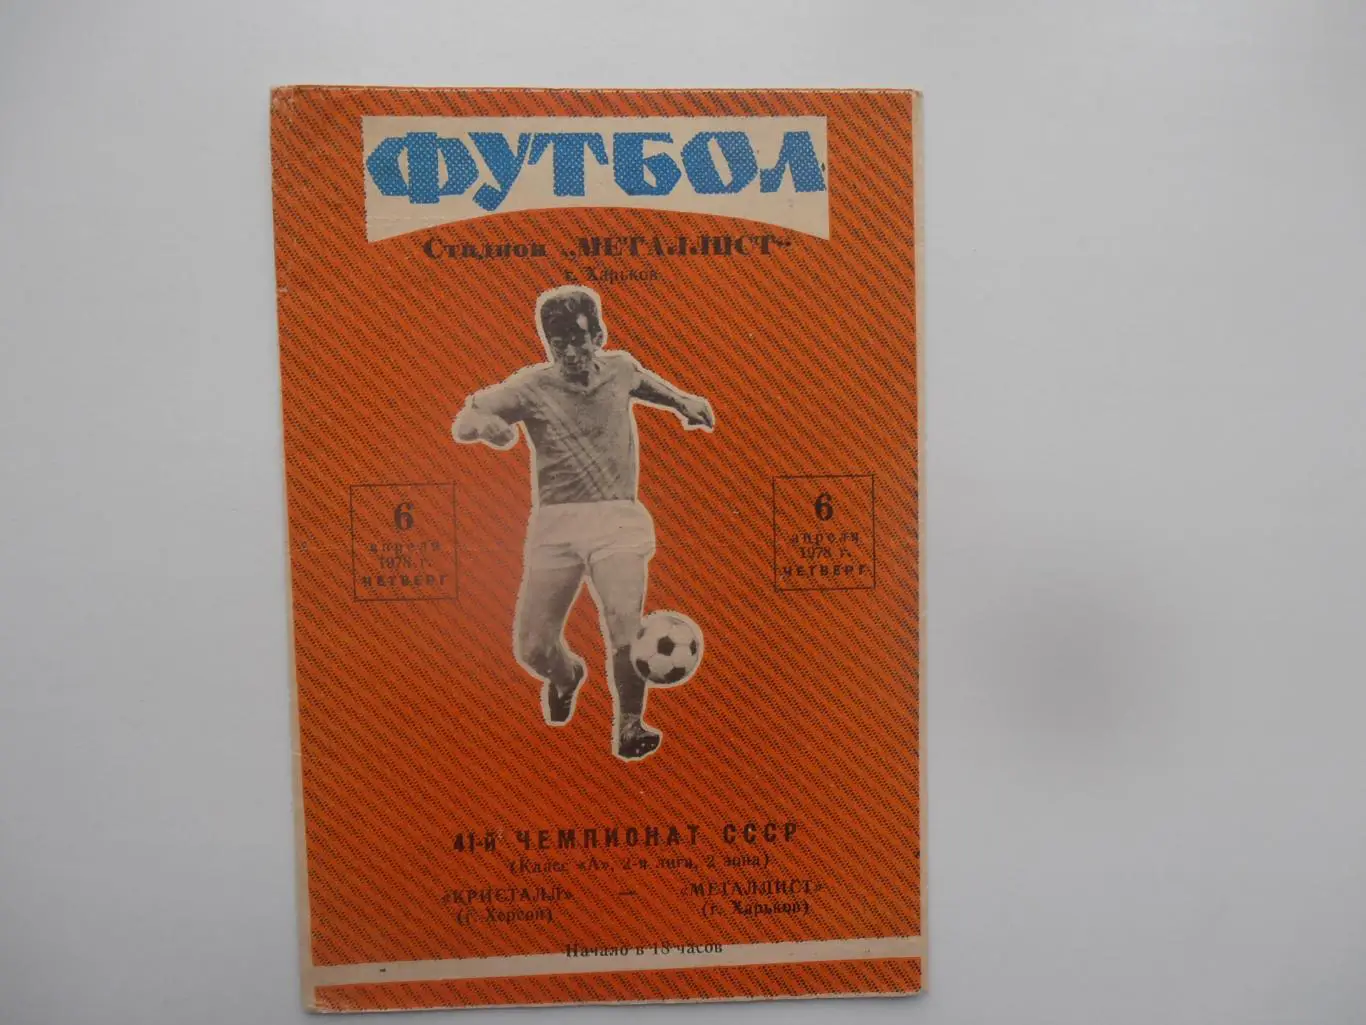 ФУТБОЛ
Стадион „МЕТАЛЛИСТ“
г. Харьков
6
апреля
1978 г.
ЧЕТВЕРГ
6
апреля
1978 г.
ЧЕТВЕРГ
41-й ЧЕМПИОНАТ СССР
(Класс «А», 2-я лига, 2 зона)
«КРИСТАЛЛ» — «МЕТАЛЛИСТ»
(г. Херсон) (г. Харьков)
Начало в 18 часов